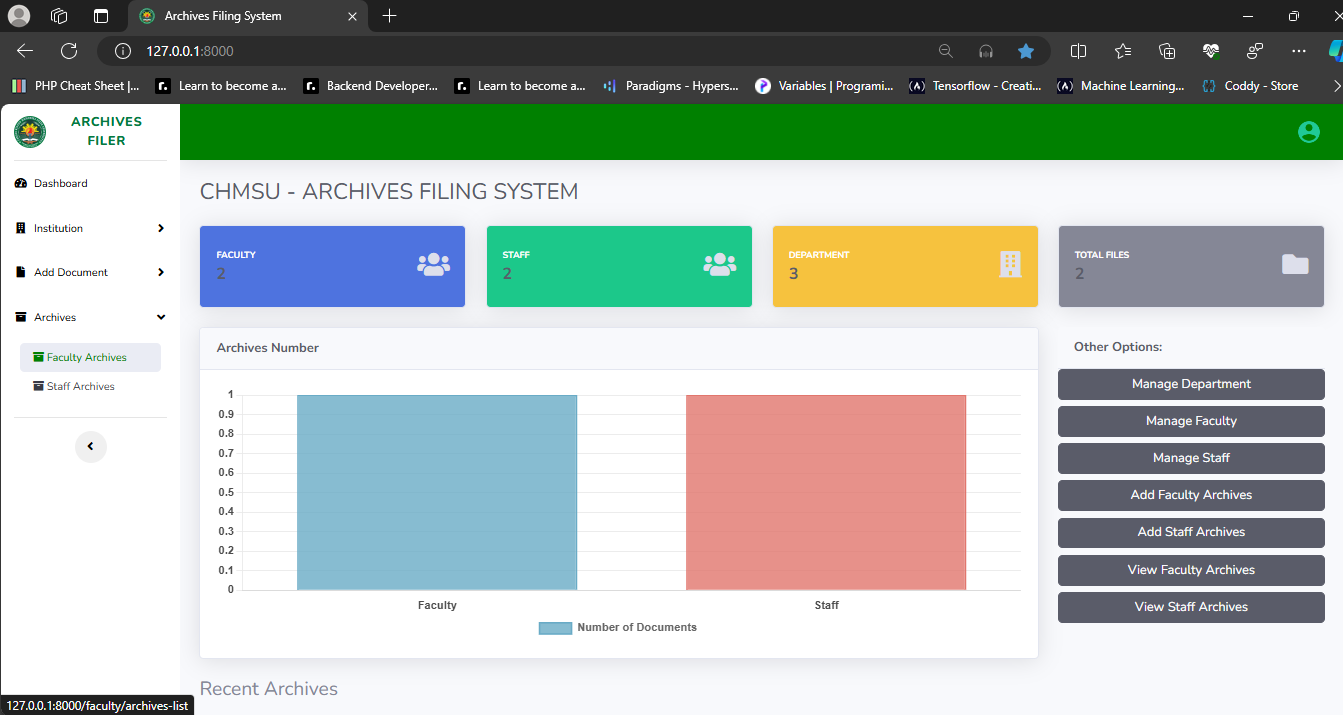 Archives Filing System
127.0.0.1:8000
PHP Cheat Sheet |...
Learn to become a...
Backend Developer...
Learn to become a...
Paradigms - Hypers...
Variables | Programi...
Tensorflow - Creati...
Machine Learning...
Coddy - Store
ARCHIVES
FILER
Dashboard
Institution
Add Document
Archives
Faculty Archives
Staff Archives
CHMSU - ARCHIVES FILING SYSTEM
FACULTY
2
STAFF
2
DEPARTMENT
3
TOTAL FILES
2
Archives Number
1
0.9
0.8
0.7
0.6
0.5
0.4
0.3
0.2
0.1
0
Faculty
Staff
Number of Documents
Other Options:
Manage Department
Manage Faculty
Manage Staff
Add Faculty Archives
Add Staff Archives
View Faculty Archives
View Staff Archives
Recent Archives
127.0.0.1:8000/faculty/archives-list